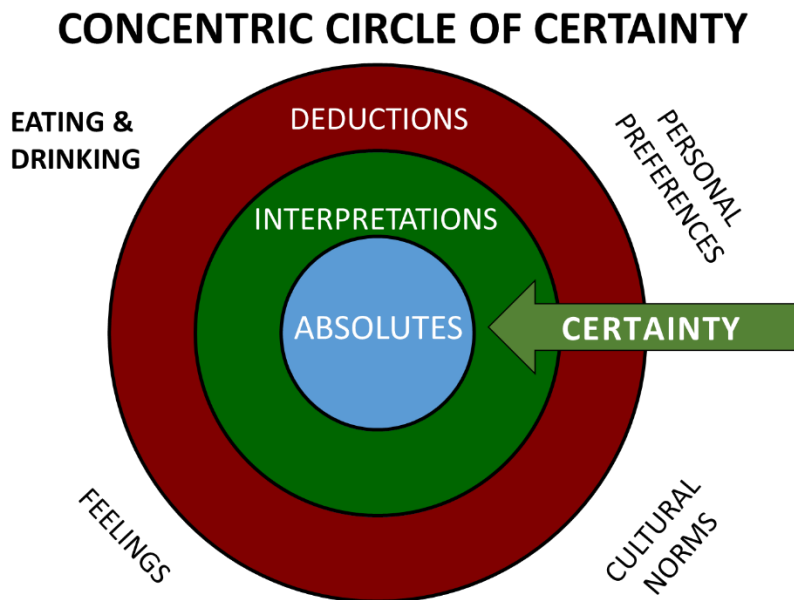 CONCENTRIC CIRCLE OF CERTAINTY
EATING &
DRINKING
DEDUCTIONS
PERSONAL
PREFERENCES
INTERPRETATIONS
ABSOLUTES
CERTAINTY
FEELINGS
CULTURAL
NORMS